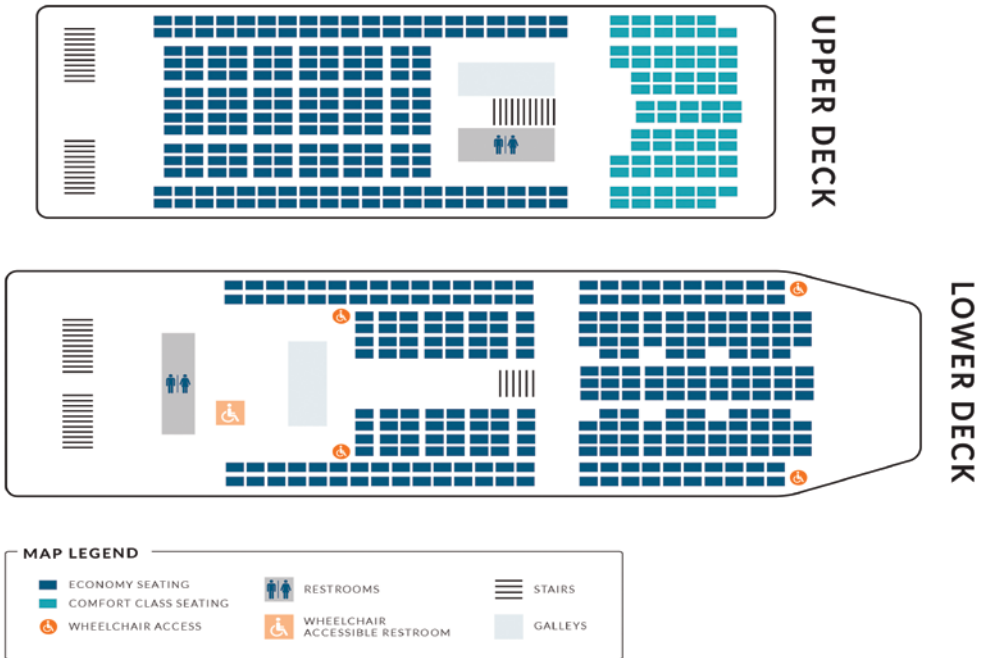 UPPER DECK
LOWER DECK
MAP LEGEND
ECONOMY SEATING
COMFORT CLASS SEATING
WHEELCHAIR ACCESS
RESTROOMS
WHEELCHAIR
ACCESSIBLE RESTROOM
STAIRS
GALLEYS